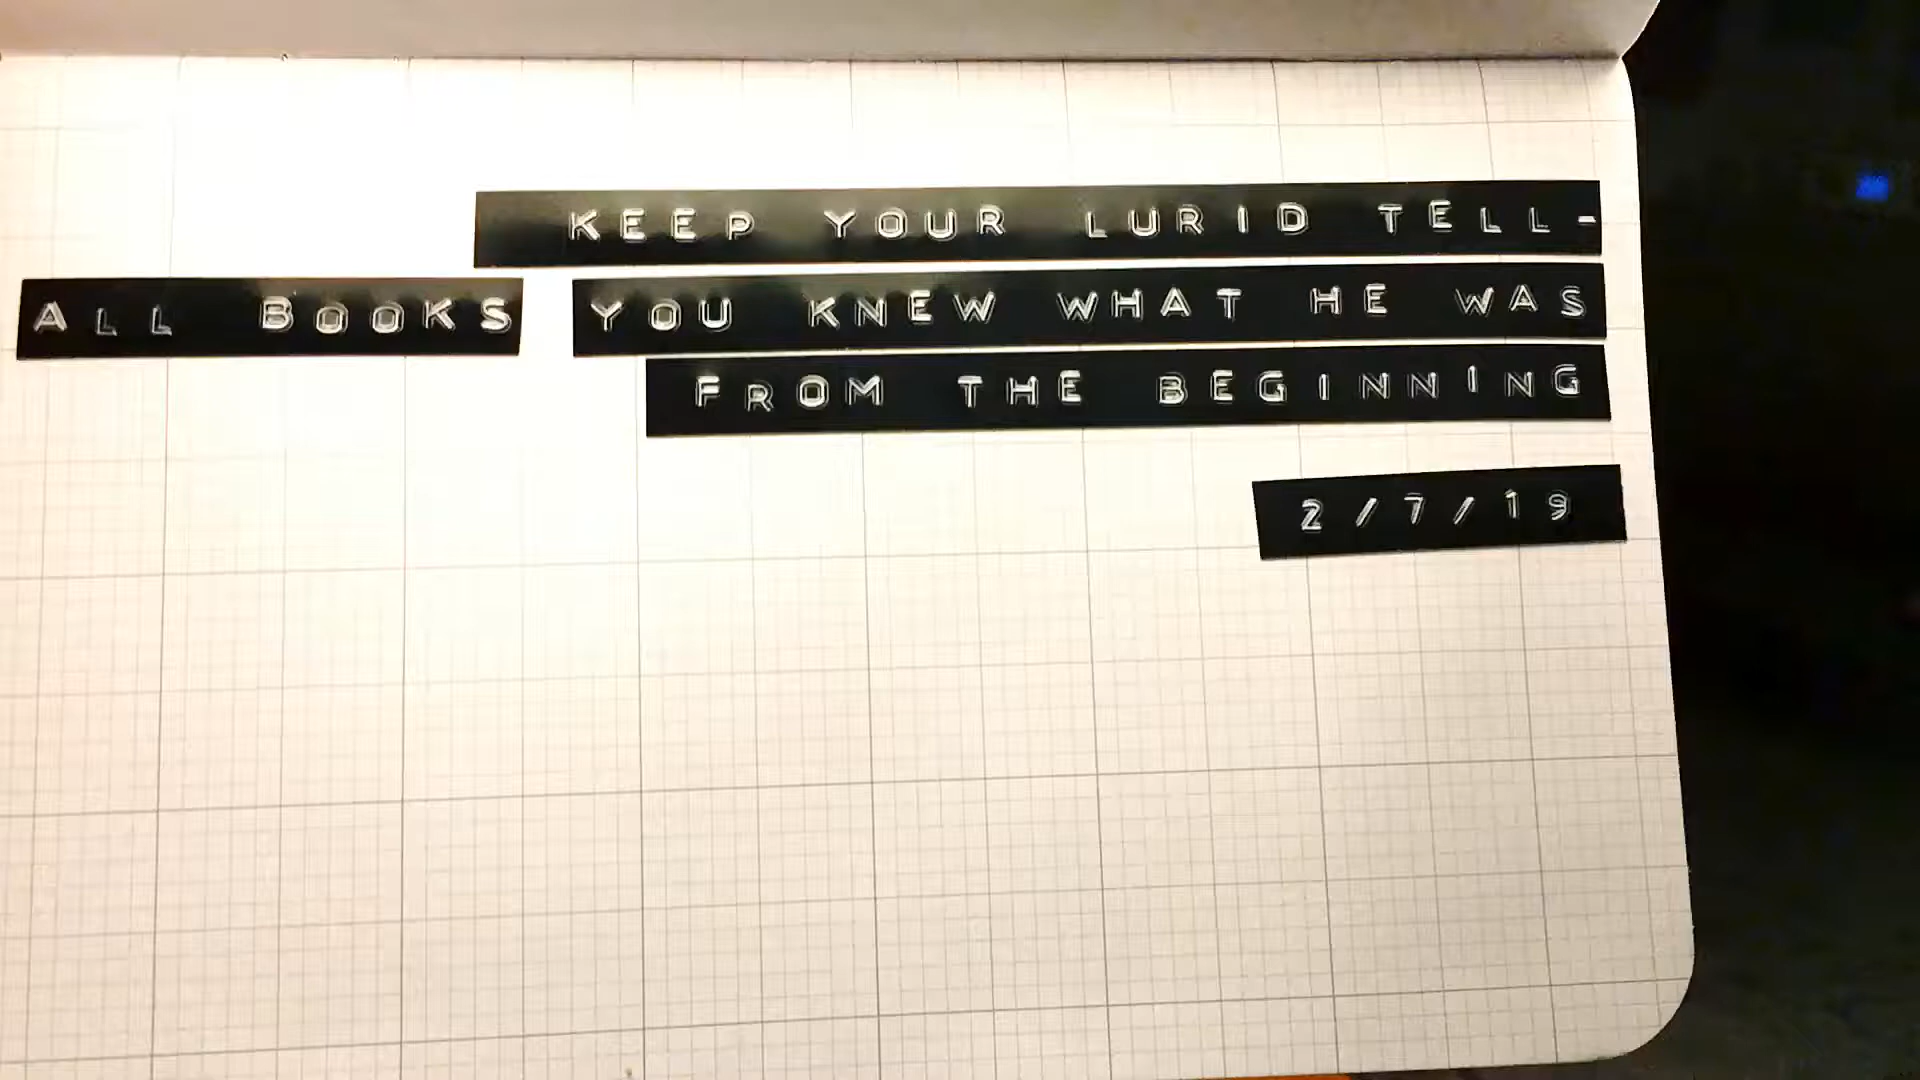 KEEP YOUR LURID TELL-
ALL BOOKS YOU KNEW WHAT HE WAS
FROM THE BEGINNING
2/7/19